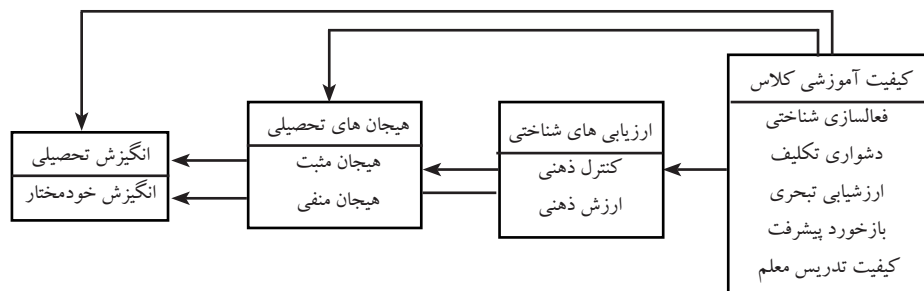 کیفیت آموزشی کلاس
فعالسازی شناختی
دشواری تکلیف
ارزشیابی تبحری
بازخورد پیشرفت
کیفیت تدریس معلم
ارزیابی های شناختی
کنترل ذهنی
ارزش ذهنی
هیجان های تحصیلی
هیجان مثبت
هیجان منفی
انگیزش تحصیلی
انگیزش خودمختار